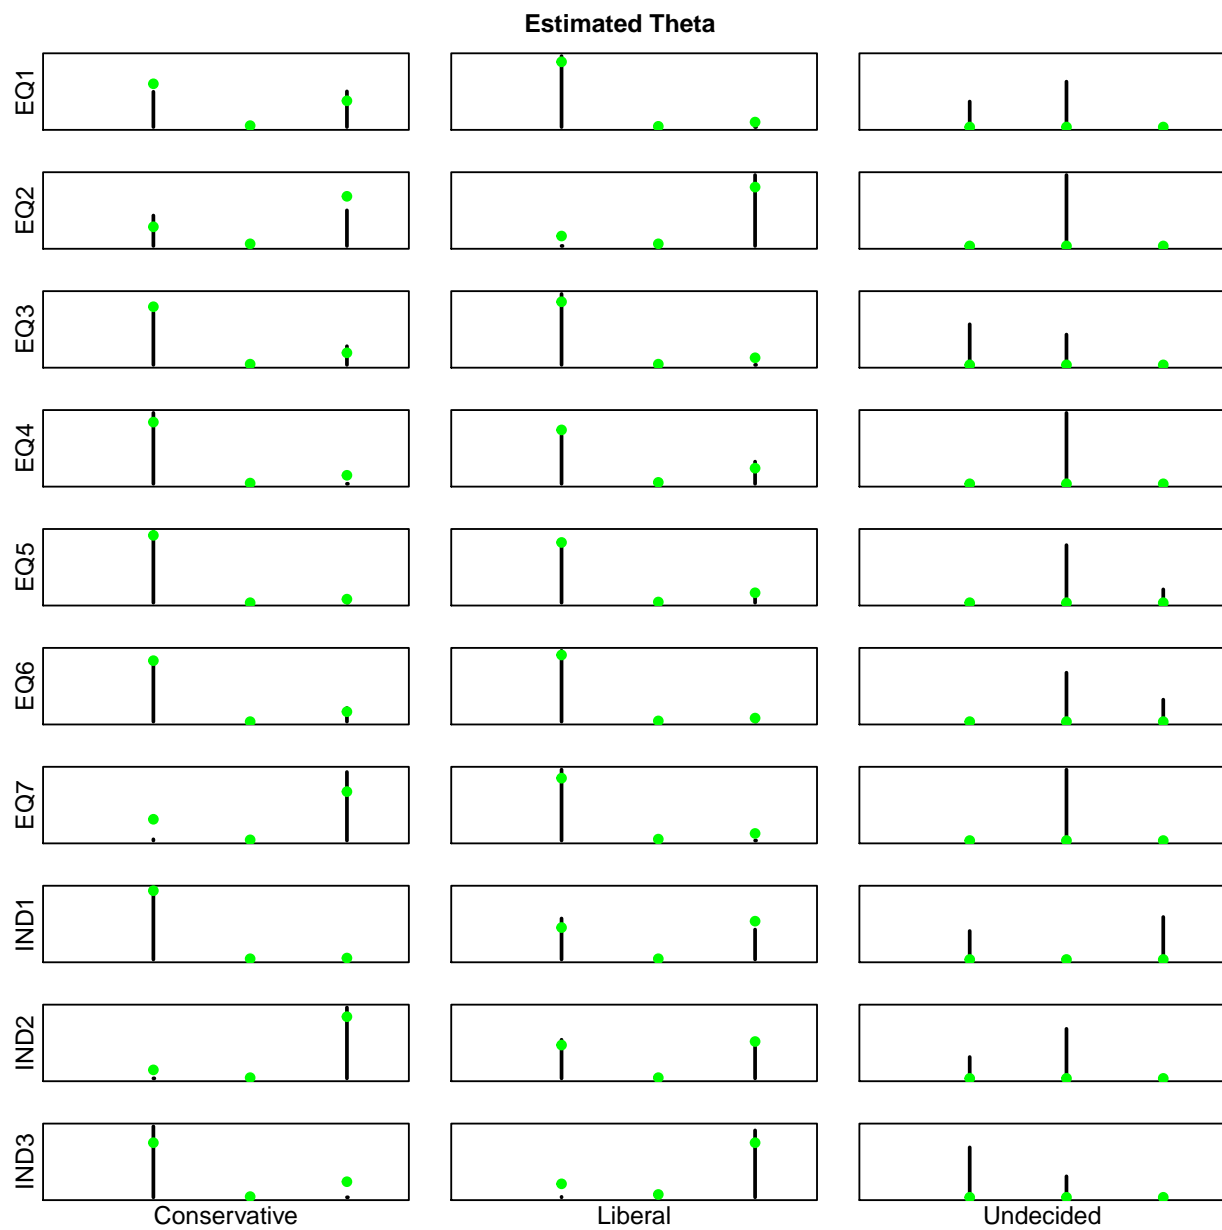 Estimated Theta
EQ1
EQ2
EQ3
EQ4
EQ5
EQ6
EQ7
IND1
IND2
IND3
Conservative
Liberal
Undecided